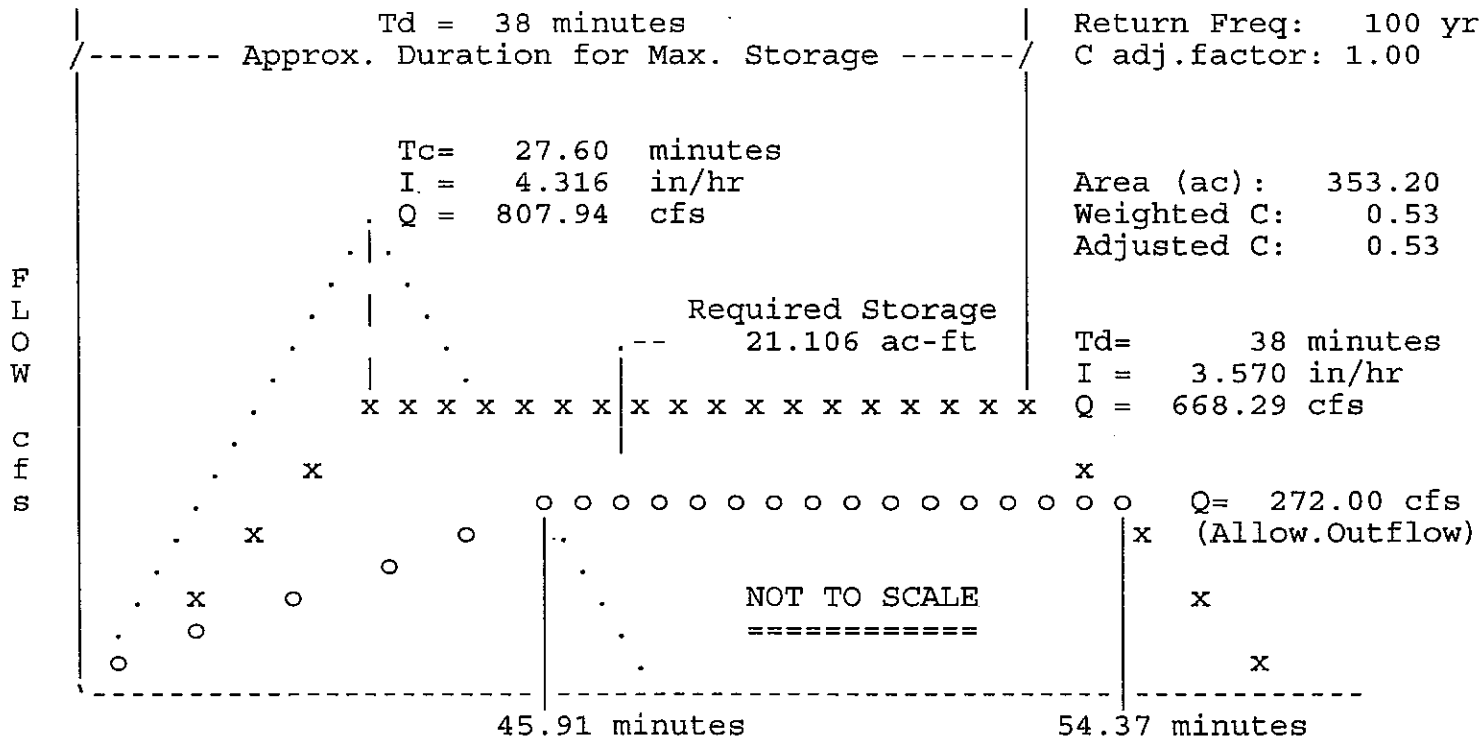 Td = 38 minutes Return Freq: 100 yr
/------- Approx. Duration for Max. Storage ------/ C adj.factor: 1.00
Tc= 27.60 minutes
I = 4.316 in/hr Area (ac): 353.20
Q = 807.94 cfs Weighted C: 0.53
Adjusted C: 0.53
Required Storage
21.106 ac-ft Td= 38 minutes
I = 3.570 in/hr
x x x x x x x x x x x x x x x x x x Q = 668.29 cfs
x x
o o o o o o o o o o o o o o o o Q= 272.00 cfs
x o x (Allow.Outflow)
o
x o NOT TO SCALE x
o ============
o x
45.91 minutes 54.37 minutes
FLOW cfs